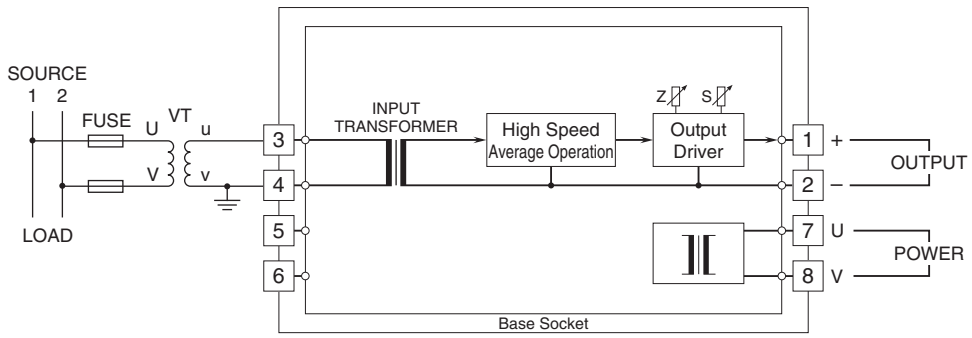 SOURCE
1 2
FUSE
VT
U
u
V
v
LOAD
3
4
5
6
INPUT
TRANSFORMER
High Speed
Average Operation
Z
S
Output
Driver
1
+
2
–
OUTPUT
7
U
8
V
POWER
Base Socket